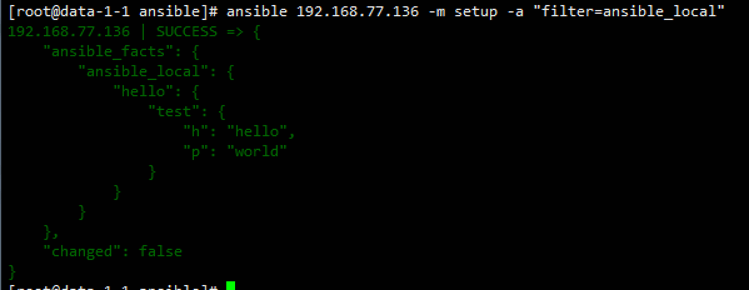 [root@data-1-1 ansible]# ansible 192.168.77.136 -m setup -a "filter=ansible_local"
192.168.77.136 | SUCCESS => {
    "ansible_facts": {
        "ansible_local": {
            "hello": {
                "test": {
                    "h": "hello",
                    "p": "world"
                }
            }
        }
    },
    "changed": false
}
[root@data-1-1 ansible]#